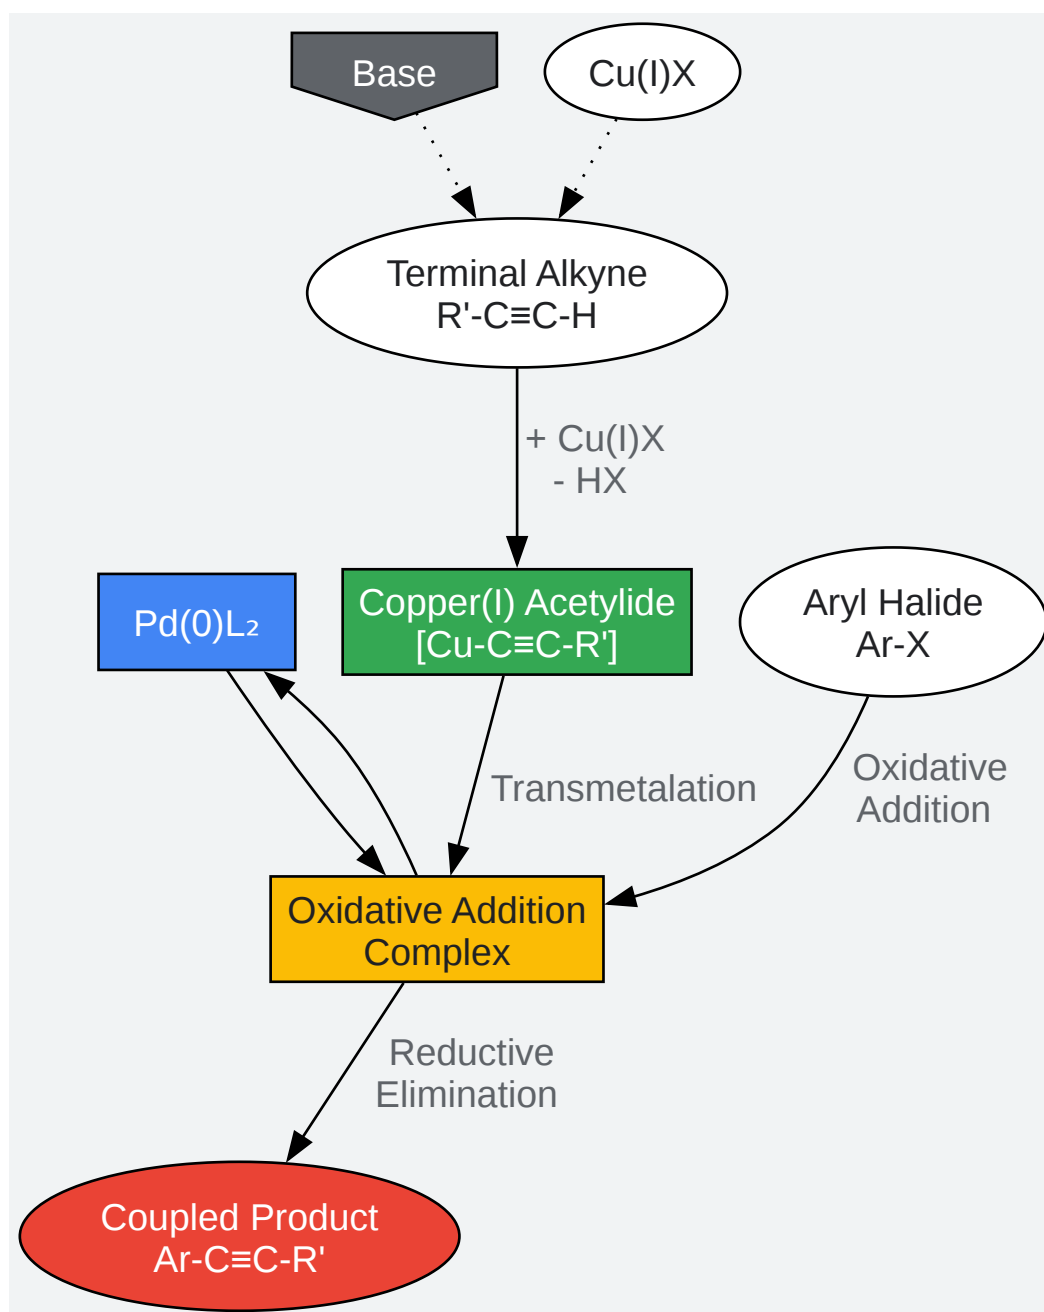 Base
Cu(I)X
Terminal Alkyne
R'-C≡C-H
+ Cu(I)X
- HX
Pd(0)L₂
Copper(I) Acetylide
[Cu-C≡C-R']
Aryl Halide
Ar-X
Transmetalation
Oxidative
Addition
Oxidative Addition
Complex
Reductive
Elimination
Coupled Product
Ar-C≡C-R'